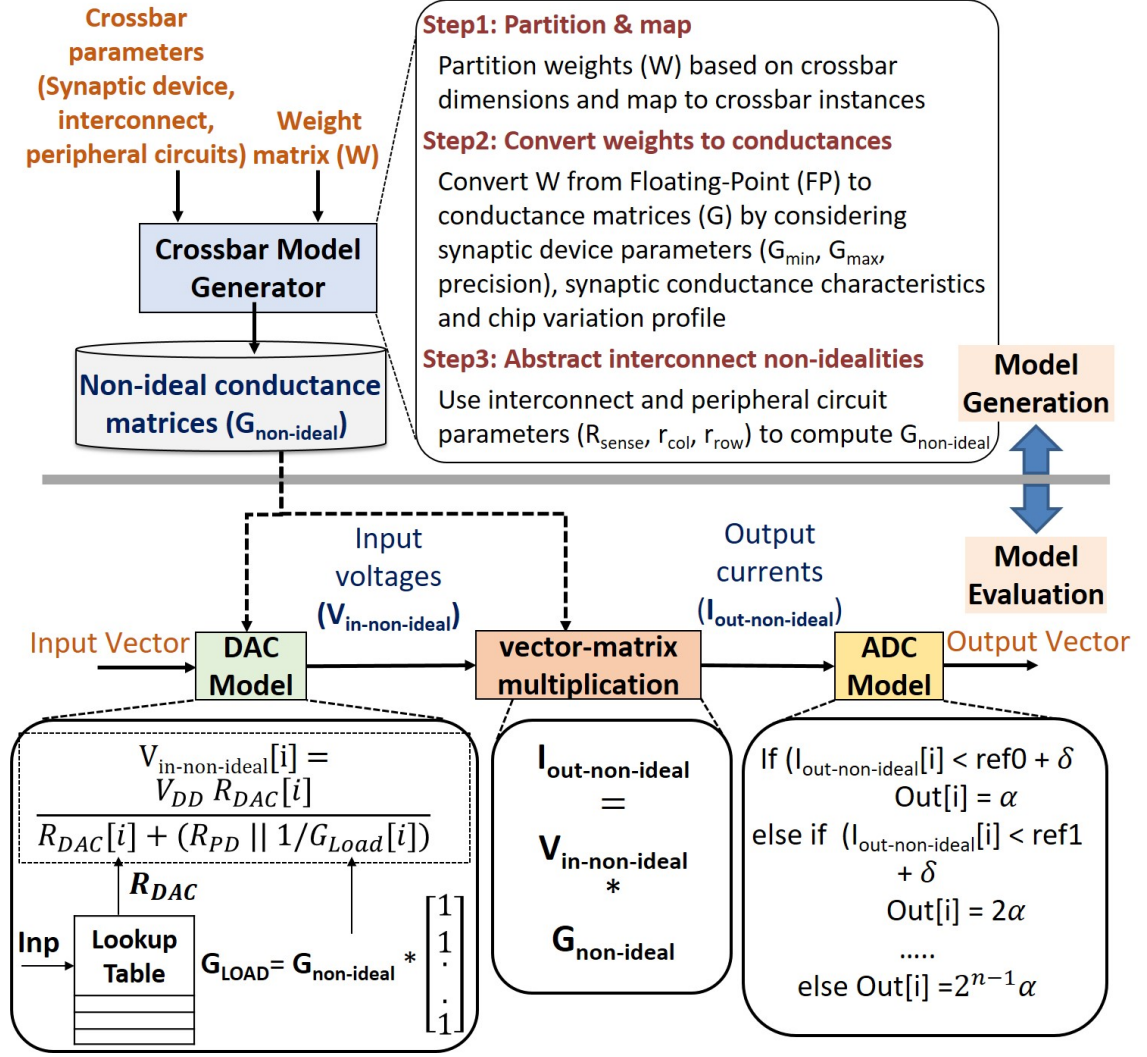 Crossbar
parameters
(Synaptic device,
interconnect,
peripheral circuits)
Weight
matrix (W)
Crossbar Model
Generator
Non-ideal conductance
matrices (Gnon-ideal)
Step1: Partition & map
Partition weights (W) based on crossbar
dimensions and map to crossbar instances
Step2: Convert weights to conductances
Convert W from Floating-Point (FP) to
conductance matrices (G) by considering
synaptic device parameters (Gmin, Gmax,
precision), synaptic conductance characteristics
and chip variation profile
Step3: Abstract interconnect non-idealities
Use interconnect and peripheral circuit
parameters (Rsense, rcol, rrow) to compute Gnon-ideal
Model
Generation
Model
Evaluation
Input
voltages
(Vin-non-ideal)
Output
currents
(Iout-non-ideal)
Input Vector
DAC
Model
vector-matrix
multiplication
ADC
Model
Output Vector
Vin-non-ideal[i] =
VDD RDAC[i]
RDAC[i] + (RPD || 1/GLoad[i])
RDAC
Inp
Lookup
Table
GLOAD= Gnon-ideal * [1 1 . . 1]
Iout-non-ideal
=
Vin-non-ideal
*
Gnon-ideal
If (Iout-non-ideal[i] < ref0 + δ
Out[i] = α
else if (Iout-non-ideal[i] < ref1
+ δ
Out[i] = 2α
.....
else Out[i] =2ⁿ⁻¹α